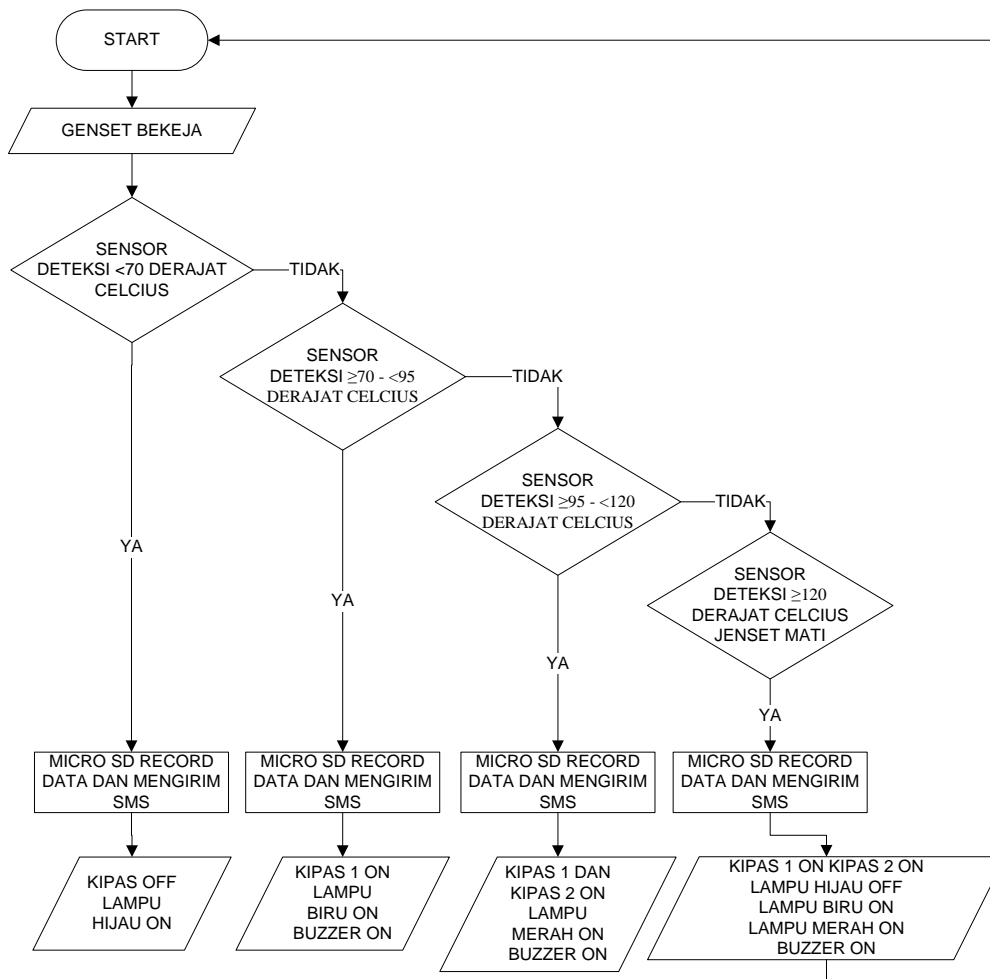 START
GENSET BEKEJA
SENSOR
DETEKSI <70 DERAJAT
CELCIUS
TIDAK
SENSOR
DETEKSI ≥70 - <95
DERAJAT CELCIUS
TIDAK
SENSOR
DETEKSI ≥95 - <120
DERAJAT CELCIUS
TIDAK
SENSOR
DETEKSI ≥120
DERAJAT CELCIUS
JENSET MATI
YA
YA
YA
YA
MICRO SD RECORD
DATA DAN MENGIRIM
SMS
MICRO SD RECORD
DATA DAN MENGIRIM
SMS
MICRO SD RECORD
DATA DAN MENGIRIM
SMS
MICRO SD RECORD
DATA DAN MENGIRIM
SMS
KIPAS OFF
LAMPU
HIJAU ON
KIPAS 1 ON
LAMPU
BIRU ON
BUZZER ON
KIPAS 1 DAN
KIPAS 2 ON
LAMPU
MERAH ON
BUZZER ON
KIPAS 1 ON KIPAS 2 ON
LAMPU HIJAU OFF
LAMPU BIRU ON
LAMPU MERAH ON
BUZZER ON